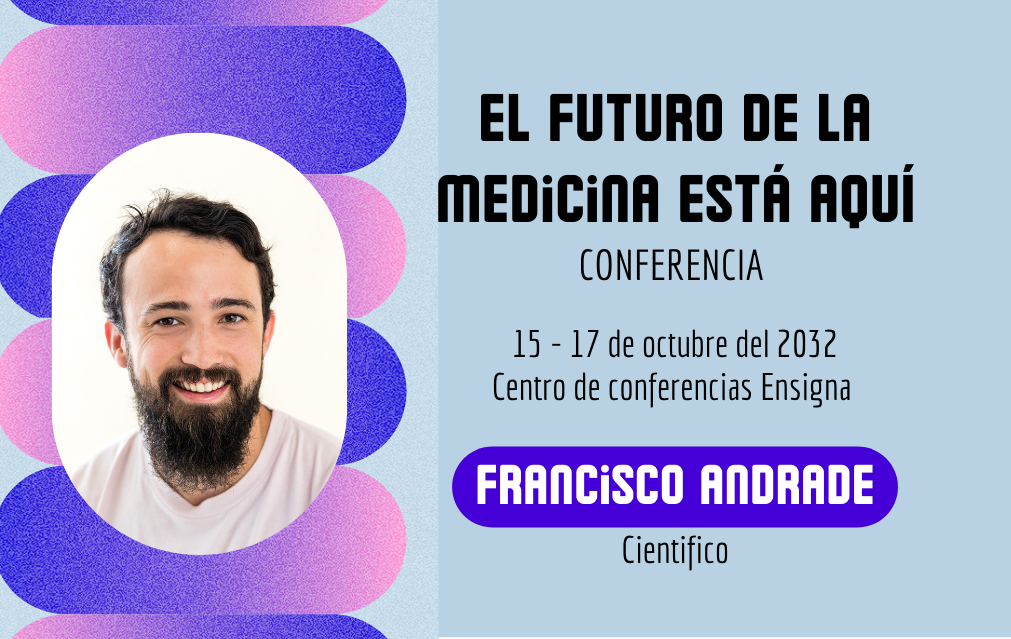 EL FUTURO DE LA
MEDiCiNA ESTÁ AQUÍ
CONFERENCIA
15 - 17 de octubre del 2032
Centro de conferencias Ensigna
FRANCiSCO ANDRADE
Cientifico